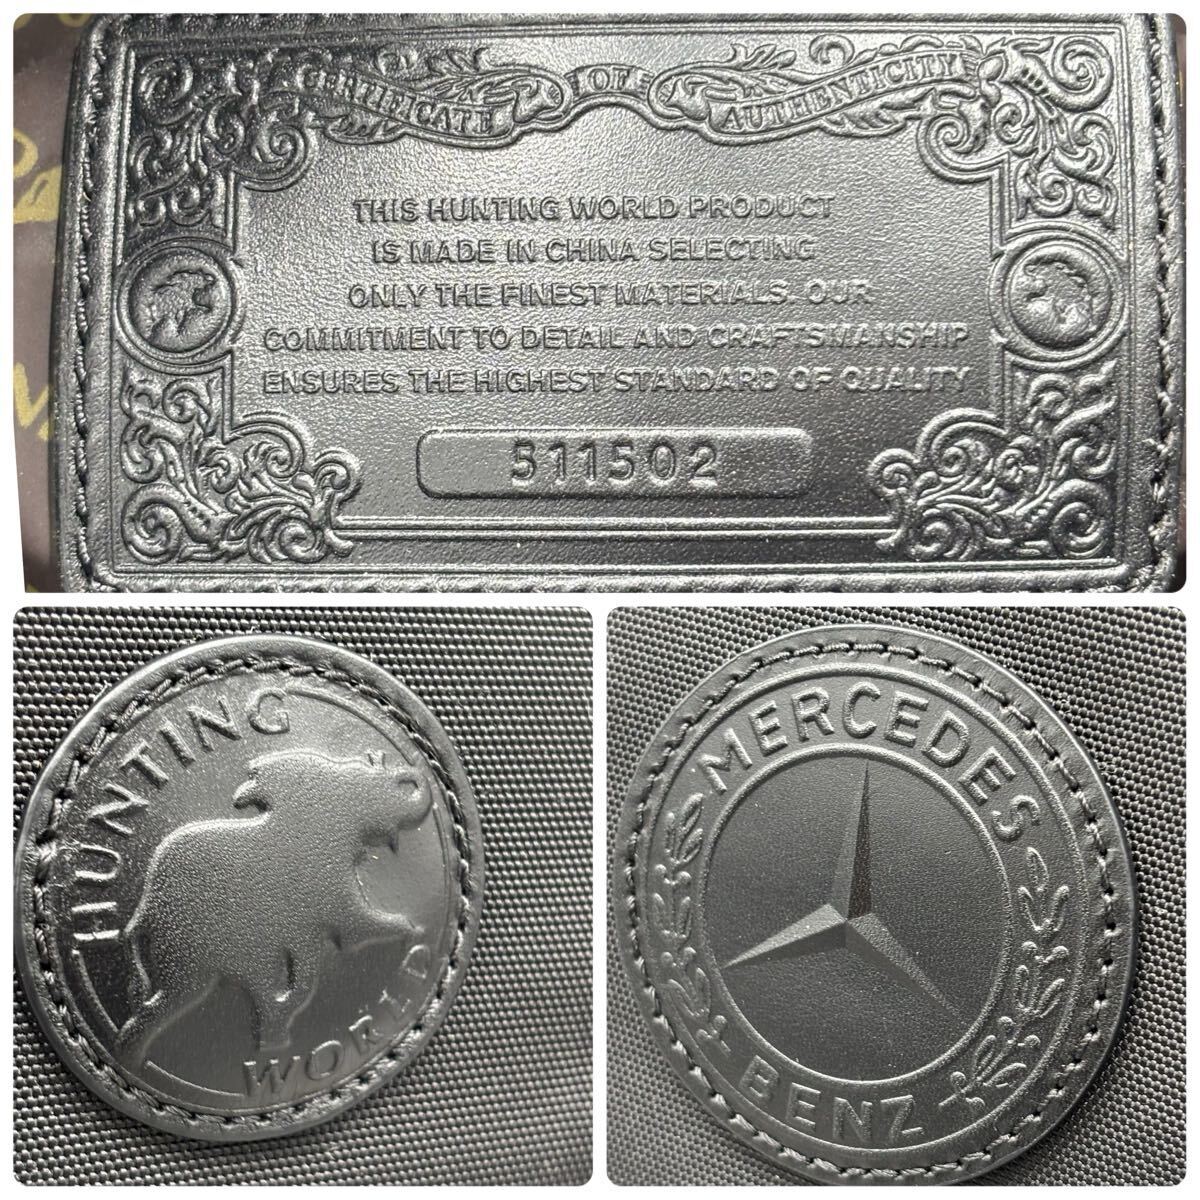 CERTIFICATE OF AUTHENTICITY
THIS HUNTING WORLD PRODUCT
IS MADE IN CHINA SELECTING
ONLY THE FINEST MATERIALS. OUR
COMMITMENT TO DETAIL AND CRAFTSMANSHIP
ENSURES THE HIGHEST STANDARD OF QUALITY
511502
HUNTING
WORLD
MERCEDES
BENZ